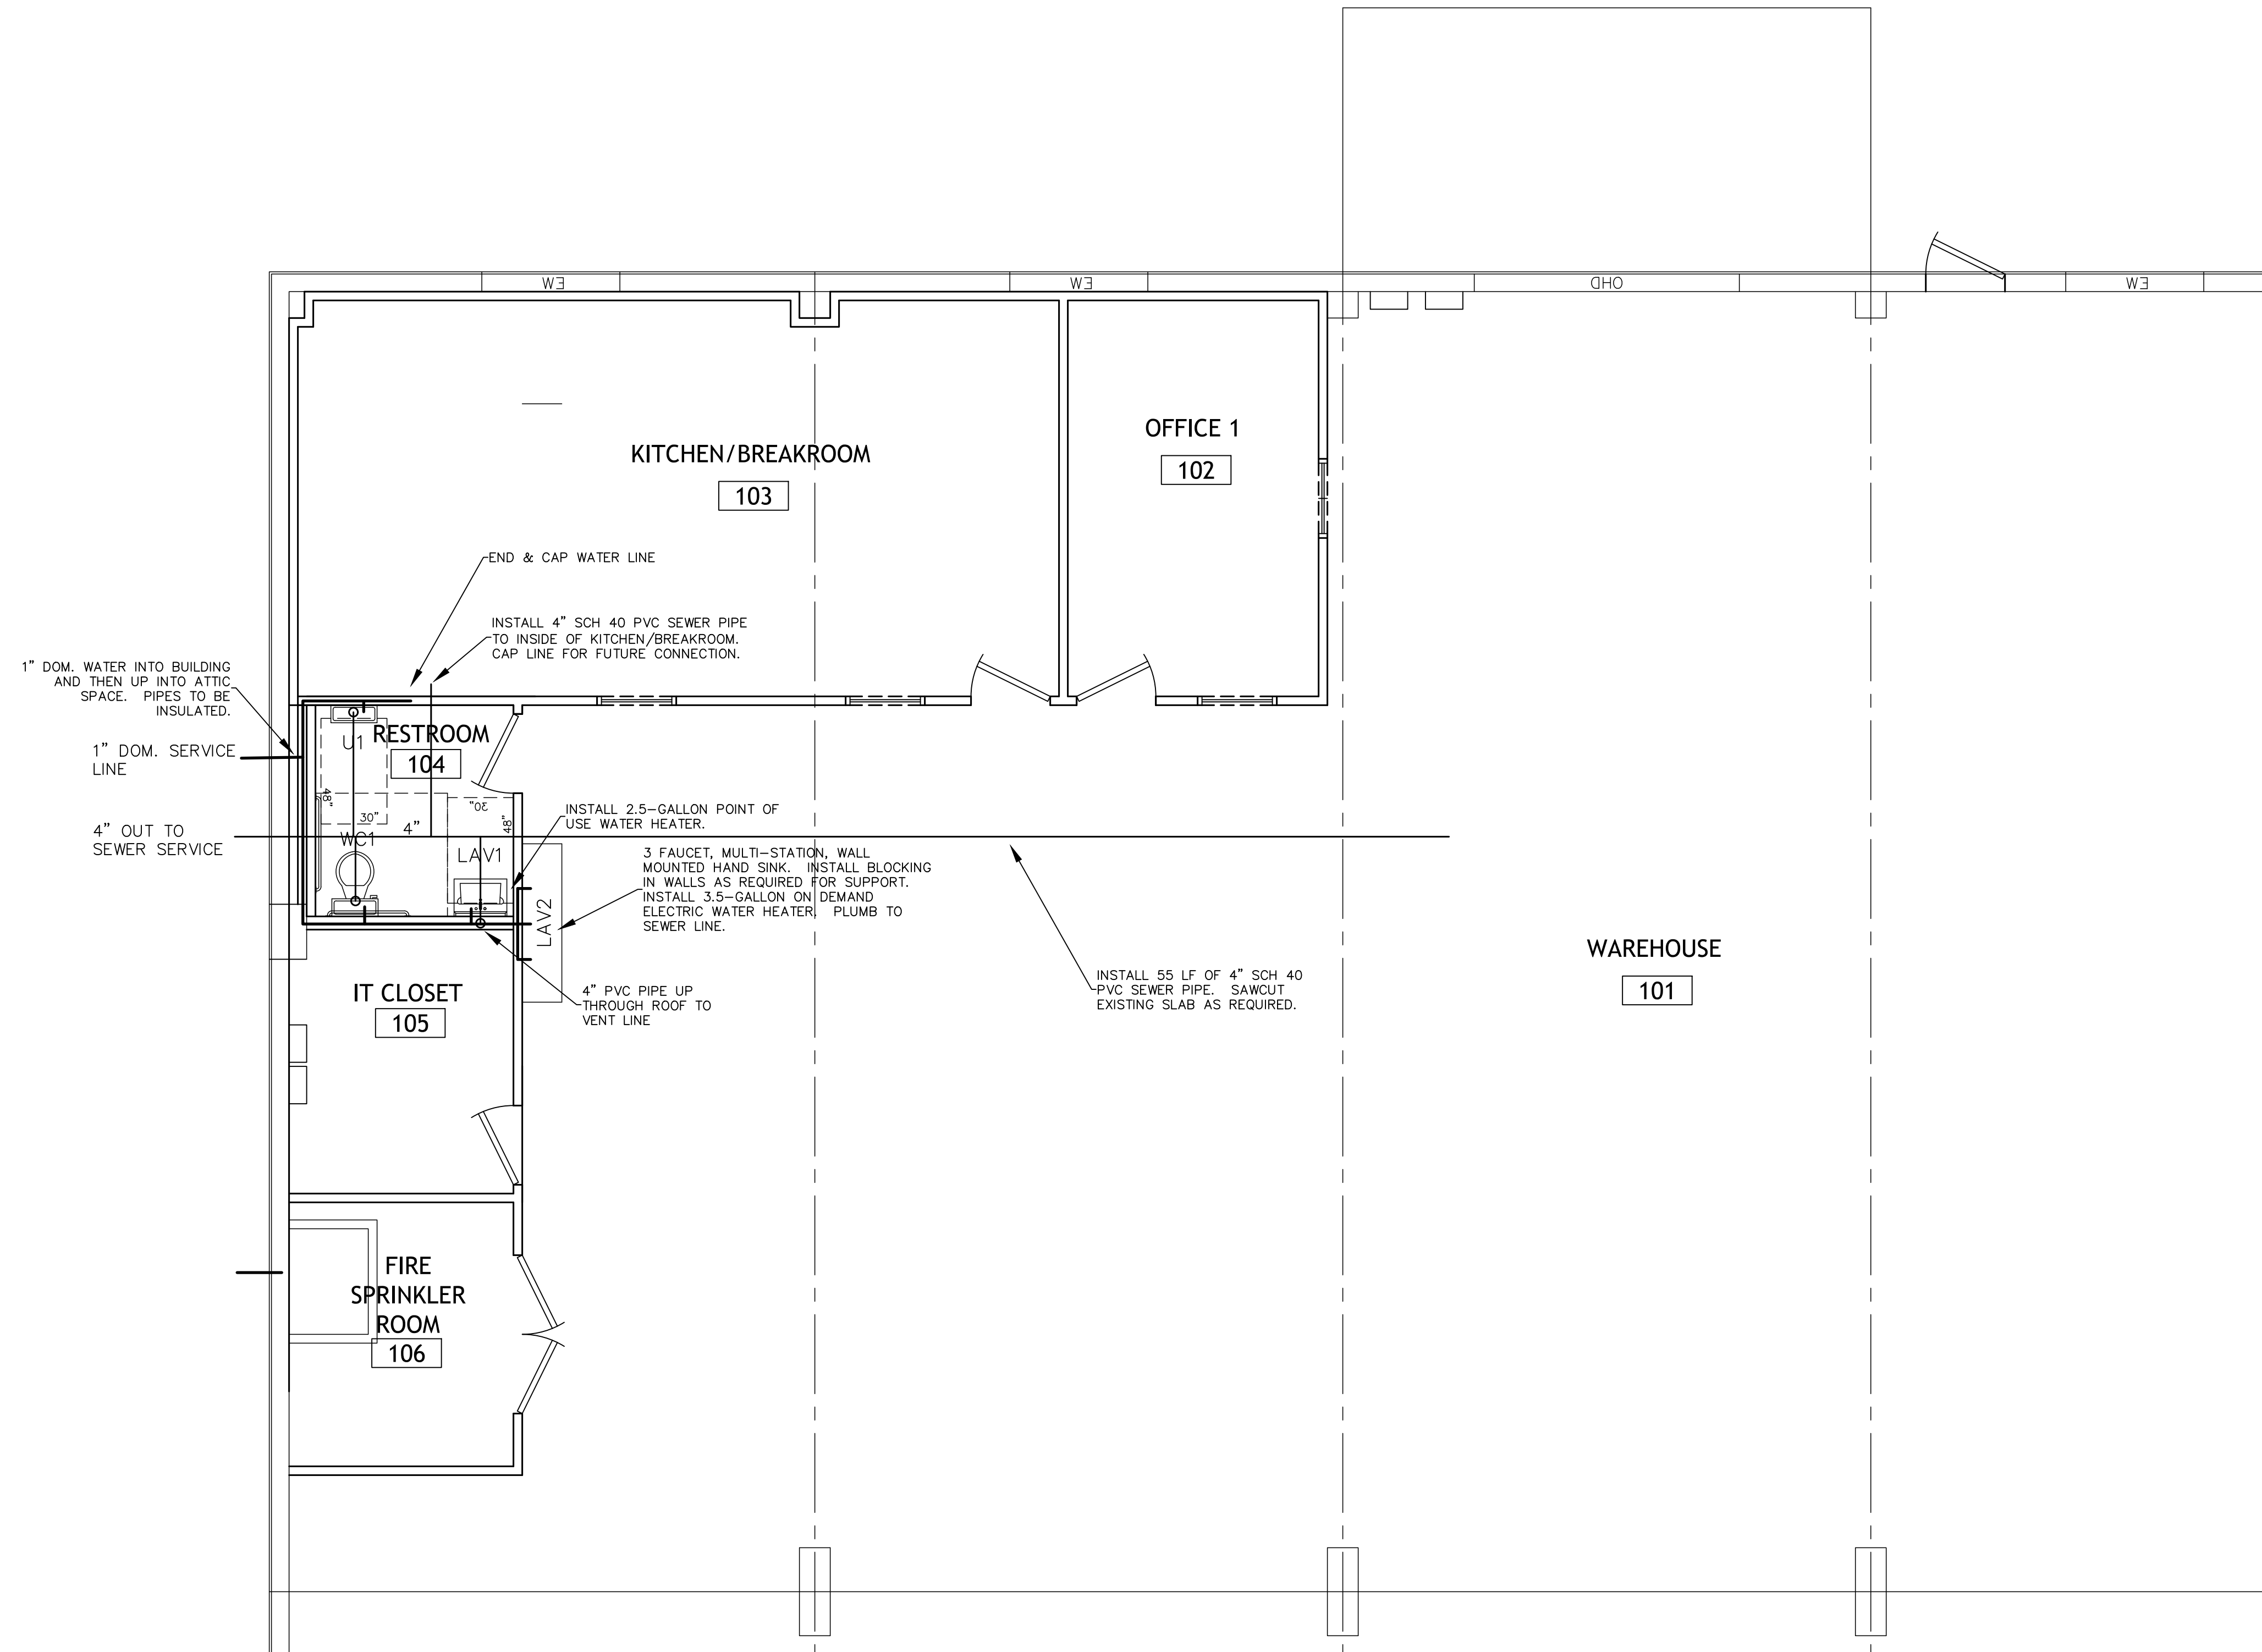 EW
EW
OHD
EW
OFFICE 1
102
KITCHEN/BREAKROOM
103
END & CAP WATER LINE
INSTALL 4” SCH 40 PVC SEWER PIPE
TO INSIDE OF KITCHEN/BREAKROOM.
CAP LINE FOR FUTURE CONNECTION.
1” DOM. WATER INTO BUILDING
AND THEN UP INTO ATTIC
SPACE. PIPES TO BE
INSULATED.
1” DOM. SERVICE
LINE
4” OUT TO
SEWER SERVICE
RESTROOM
104
U1
48”
30”
4”
30”
48”
WC1
LAV1
LAV2
INSTALL 2.5-GALLON POINT OF
USE WATER HEATER.
3 FAUCET, MULTI-STATION, WALL
MOUNTED HAND SINK. INSTALL BLOCKING
IN WALLS AS REQUIRED FOR SUPPORT.
INSTALL 3.5-GALLON ON DEMAND
ELECTRIC WATER HEATER. PLUMB TO
SEWER LINE.
4” PVC PIPE UP
THROUGH ROOF TO
VENT LINE
INSTALL 55 LF OF 4” SCH 40
PVC SEWER PIPE. SAWCUT
EXISTING SLAB AS REQUIRED.
WAREHOUSE
101
IT CLOSET
105
FIRE
SPRINKLER
ROOM
106